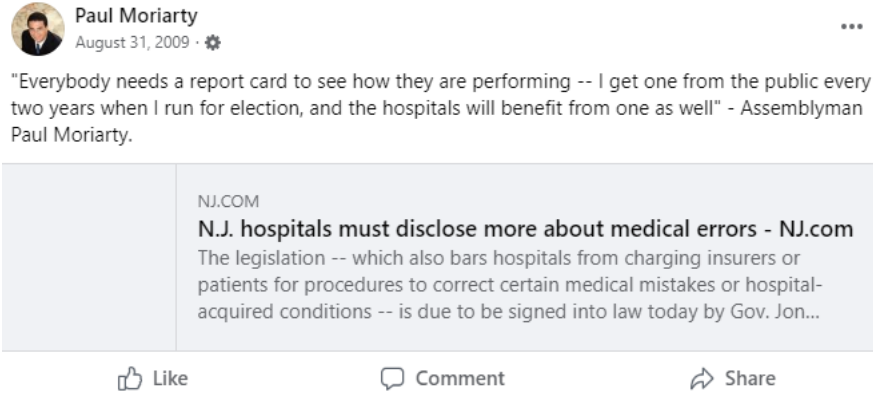 Paul Moriarty
August 31, 2009 ·
"Everybody needs a report card to see how they are performing -- I get one from the public every
two years when I run for election, and the hospitals will benefit from one as well" - Assemblyman
Paul Moriarty.
NJ.COM
N.J. hospitals must disclose more about medical errors - NJ.com
The legislation -- which also bars hospitals from charging insurers or
patients for procedures to correct certain medical mistakes or hospital-
acquired conditions -- is due to be signed into law today by Gov. Jon...
Like Comment Share